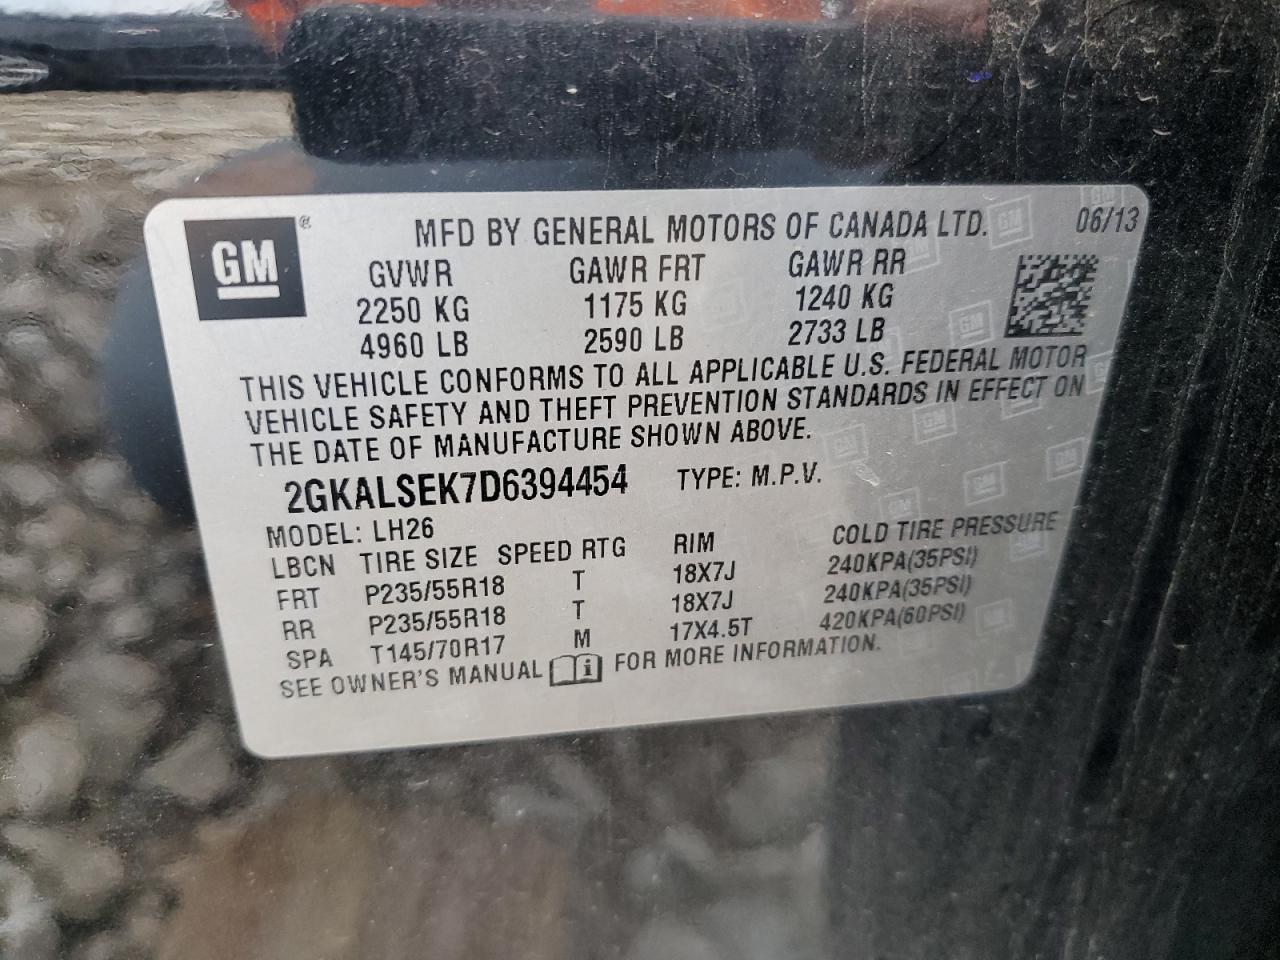 GM ® MFD BY GENERAL MOTORS OF CANADA LTD. 06/13
GVWR GAWR FRT GAWR RR
2250 KG 1175 KG 1240 KG
4960 LB 2590 LB 2733 LB
THIS VEHICLE CONFORMS TO ALL APPLICABLE U.S. FEDERAL MOTOR
VEHICLE SAFETY AND THEFT PREVENTION STANDARDS IN EFFECT ON
THE DATE OF MANUFACTURE SHOWN ABOVE.
2GKALSEK7D6394454 TYPE: M.P.V.
MODEL: LH26
LBCN TIRE SIZE SPEED RTG RIM COLD TIRE PRESSURE
FRT P235/55R18 T 18X7J 240KPA(35PSI)
RR P235/55R18 T 18X7J 240KPA(35PSI)
SPA T145/70R17 M 17X4.5T 420KPA(60PSI)
SEE OWNER'S MANUAL i FOR MORE INFORMATION.